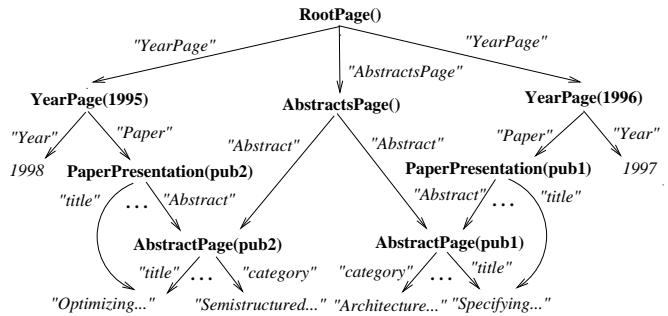 RootPage()
"YearPage" "YearPage"
"AbstractsPage"
YearPage(1995) AbstractsPage() YearPage(1996)
"Year" "Paper" "Abstract" "Abstract" "Paper" "Year"
1998 PaperPresentation(pub2) PaperPresentation(pub1) 1997
"title" ... "Abstract" "Abstract" ... "title"
AbstractPage(pub2) AbstractPage(pub1)
"title" ... "category" "category" ... "title"
"Optimizing..." "Semistructured..." "Architecture..." "Specifying..."